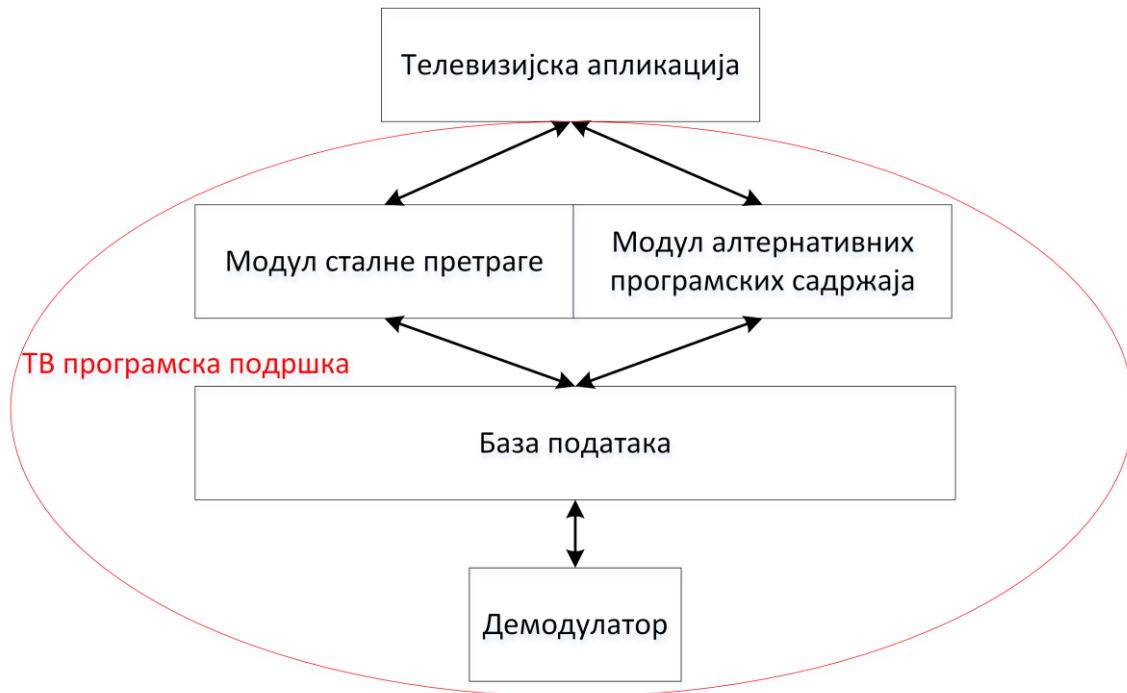 Телевизијска апликација
Модул сталне претраге
Модул алтернативних
програмских садржаја
ТВ програмска подршка
База података
Демодулатор